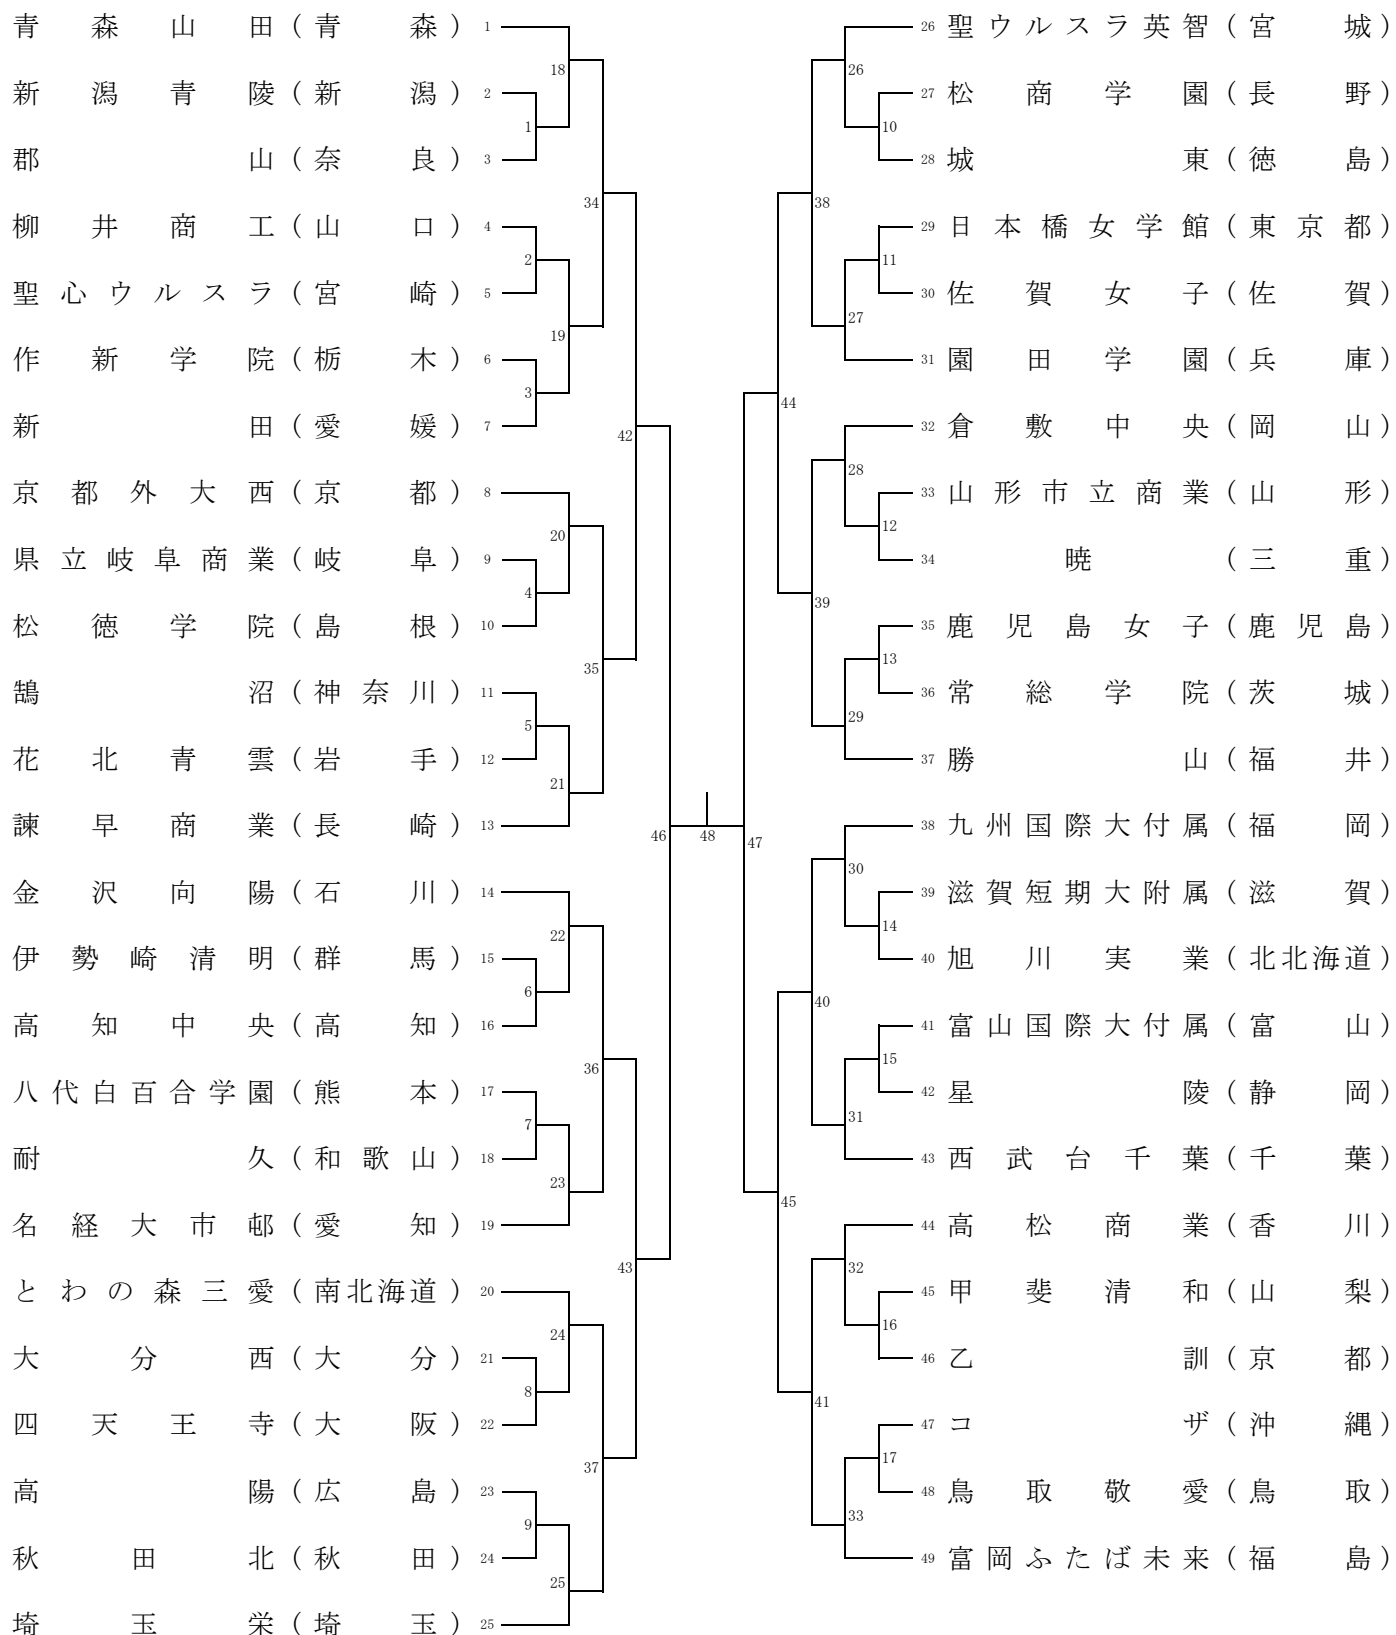 青森山田（青森） 1
新潟青陵（新潟） 2
郡山（奈良） 3
柳井商工（山口） 4
聖心ウルスラ（宮崎） 5
作新学院（栃木） 6
新田（愛媛） 7
京都外大西（京都） 8
県立岐阜商業（岐阜） 9
松徳学院（島根） 10
鵠沼（神奈川） 11
花北青雲（岩手） 12
諫早商業（長崎） 13
金沢向陽（石川） 14
伊勢崎清明（群馬） 15
高知中央（高知） 16
八代白百合学園（熊本） 17
耐久（和歌山） 18
名経大市邨（愛知） 19
とわの森三愛（南北海道） 20
大分西（大分） 21
四天王寺（大阪） 22
高陽（広島） 23
秋田北（秋田） 24
埼玉栄（埼玉） 25
1
2
3
4
5
6
7
8
9
18
19
20
21
22
23
24
25
34
35
36
37
42
43
46
48
47
44
45
38
39
40
41
26
27
28
29
30
31
32
33
10
11
12
13
14
15
16
17
26 聖ウルスラ英智（宮城）
27 松商学園（長野）
28 城東（徳島）
29 日本橋女学館（東京都）
30 佐賀女子（佐賀）
31 園田学園（兵庫）
32 倉敷中央（岡山）
33 山形市立商業（山形）
34 暁（三重）
35 鹿児島女子（鹿児島）
36 常総学院（茨城）
37 勝山（福井）
38 九州国際大付属（福岡）
39 滋賀短期大附属（滋賀）
40 旭川実業（北北海道）
41 富山国際大付属（富山）
42 星陵（静岡）
43 西武台千葉（千葉）
44 高松商業（香川）
45 甲斐清和（山梨）
46 乙訓（京都）
47 コザ（沖縄）
48 鳥取敬愛（鳥取）
49 富岡ふたば未来（福島）